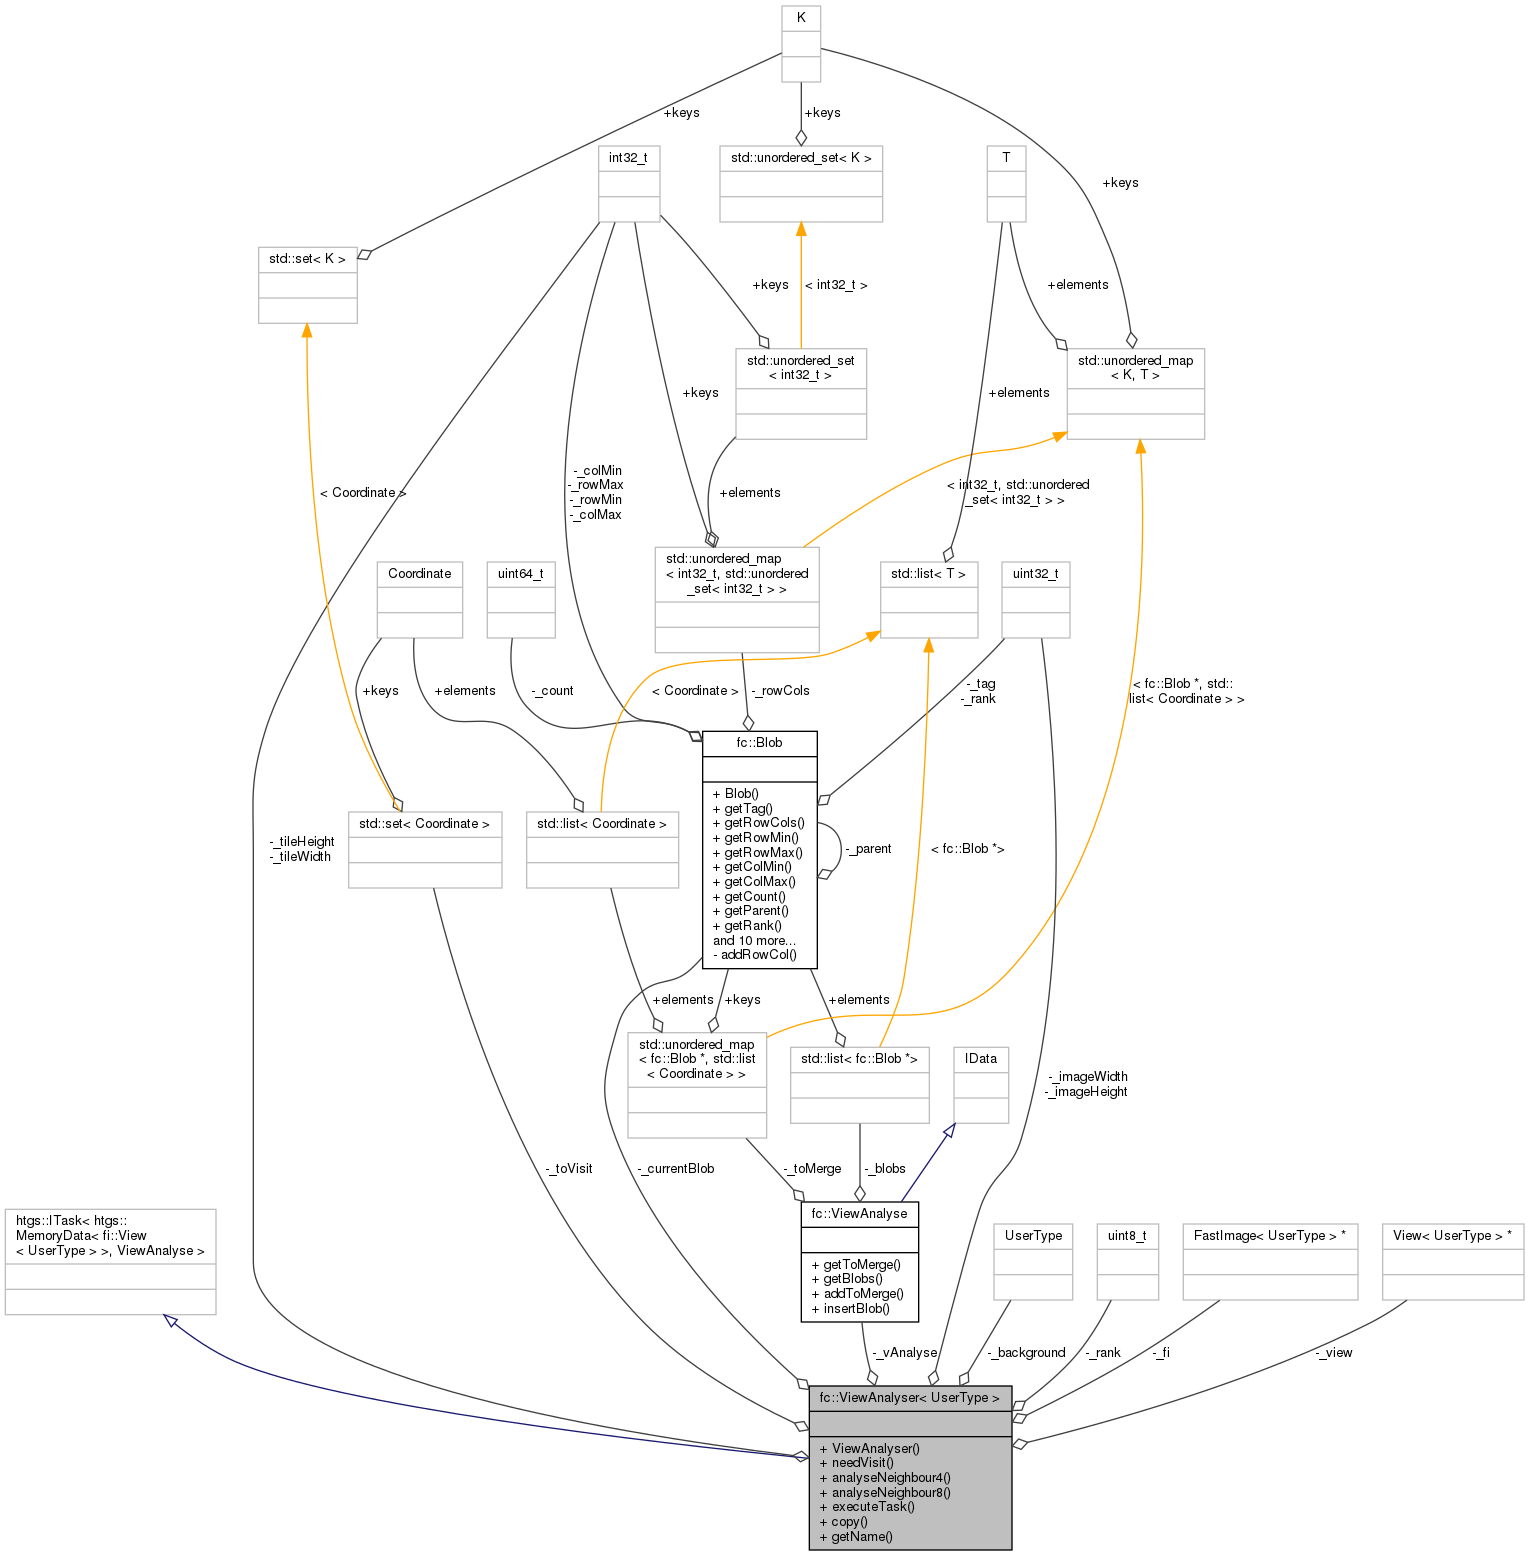 K
+keys
+keys
int32_t
std::unordered_set< K >
T
+keys
std::set< K >
+keys
< int32_t >
+elements
std::unordered_set
< int32_t >
std::unordered_map
< K, T >
+keys
+elements
-_colMin
-_rowMax
-_rowMin
-_colMax
< Coordinate >
+elements
< int32_t, std::unordered
_set< int32_t > >
Coordinate
uint64_t
std::unordered_map
< int32_t, std::unordered
_set< int32_t > >
std::list< T >
uint32_t
+keys
+elements
-_count
< Coordinate >
-_rowCols
-_tag
-_rank
< fc::Blob *, std::
list< Coordinate > >
fc::Blob
+ Blob()
+ getTag()
+ getRowCols()
+ getRowMin()
+ getRowMax()
+ getColMin()
+ getColMax()
+ getCount()
+ getParent()
+ getRank()
and 10 more...
- addRowCol()
-_tileHeight
-_tileWidth
std::set< Coordinate >
std::list< Coordinate >
-_parent
< fc::Blob *>
+elements
+keys
+elements
std::unordered_map
< fc::Blob *, std::list
< Coordinate > >
std::list< fc::Blob *>
IData
-_imageWidth
-_imageHeight
-_toVisit
-_currentBlob
-_toMerge
-_blobs
htgs::ITask< htgs::
MemoryData< fi::View
< UserType > >, ViewAnalyse >
fc::ViewAnalyse
+ getToMerge()
+ getBlobs()
+ addToMerge()
+ insertBlob()
UserType
uint8_t
FastImage< UserType > *
View< UserType > *
-_vAnalyse
-_background
-_rank
-_fi
-_view
fc::ViewAnalyser< UserType >
+ ViewAnalyser()
+ needVisit()
+ analyseNeighbour4()
+ analyseNeighbour8()
+ executeTask()
+ copy()
+ getName()